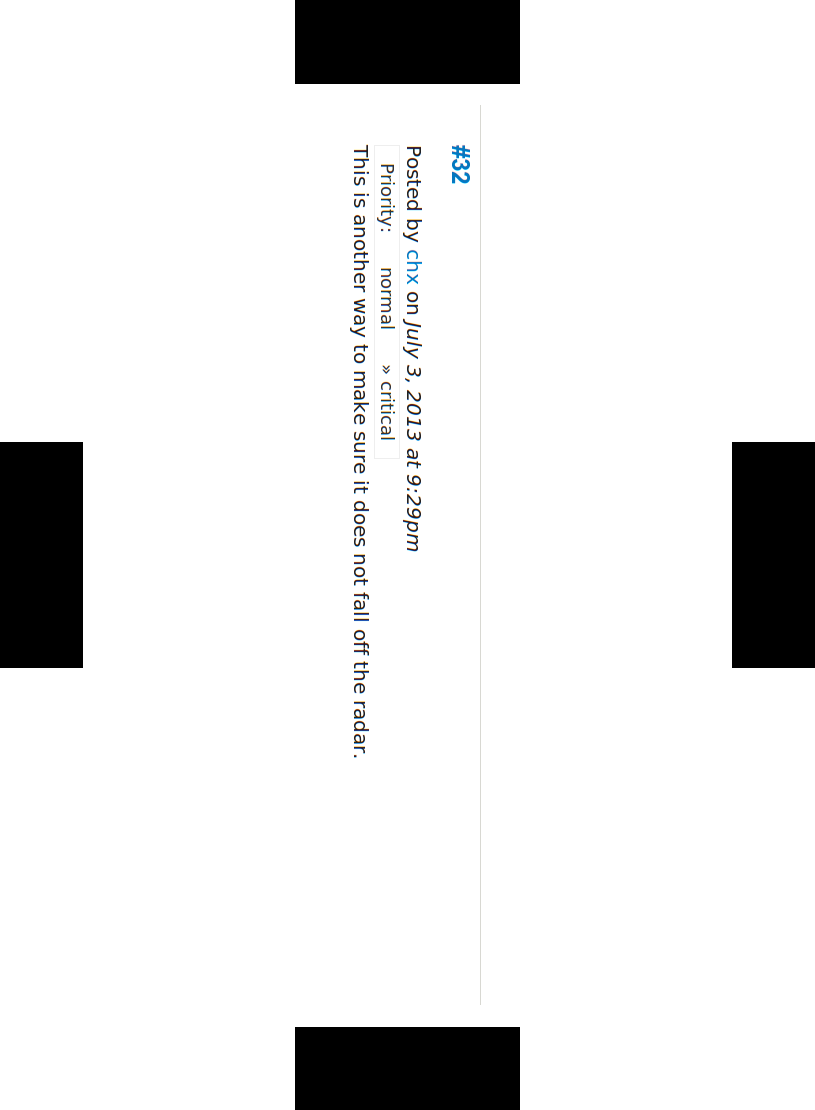 #32
Posted by chx on July 3, 2013 at 9:29pm
Priority: normal » critical
This is another way to make sure it does not fall off the radar.